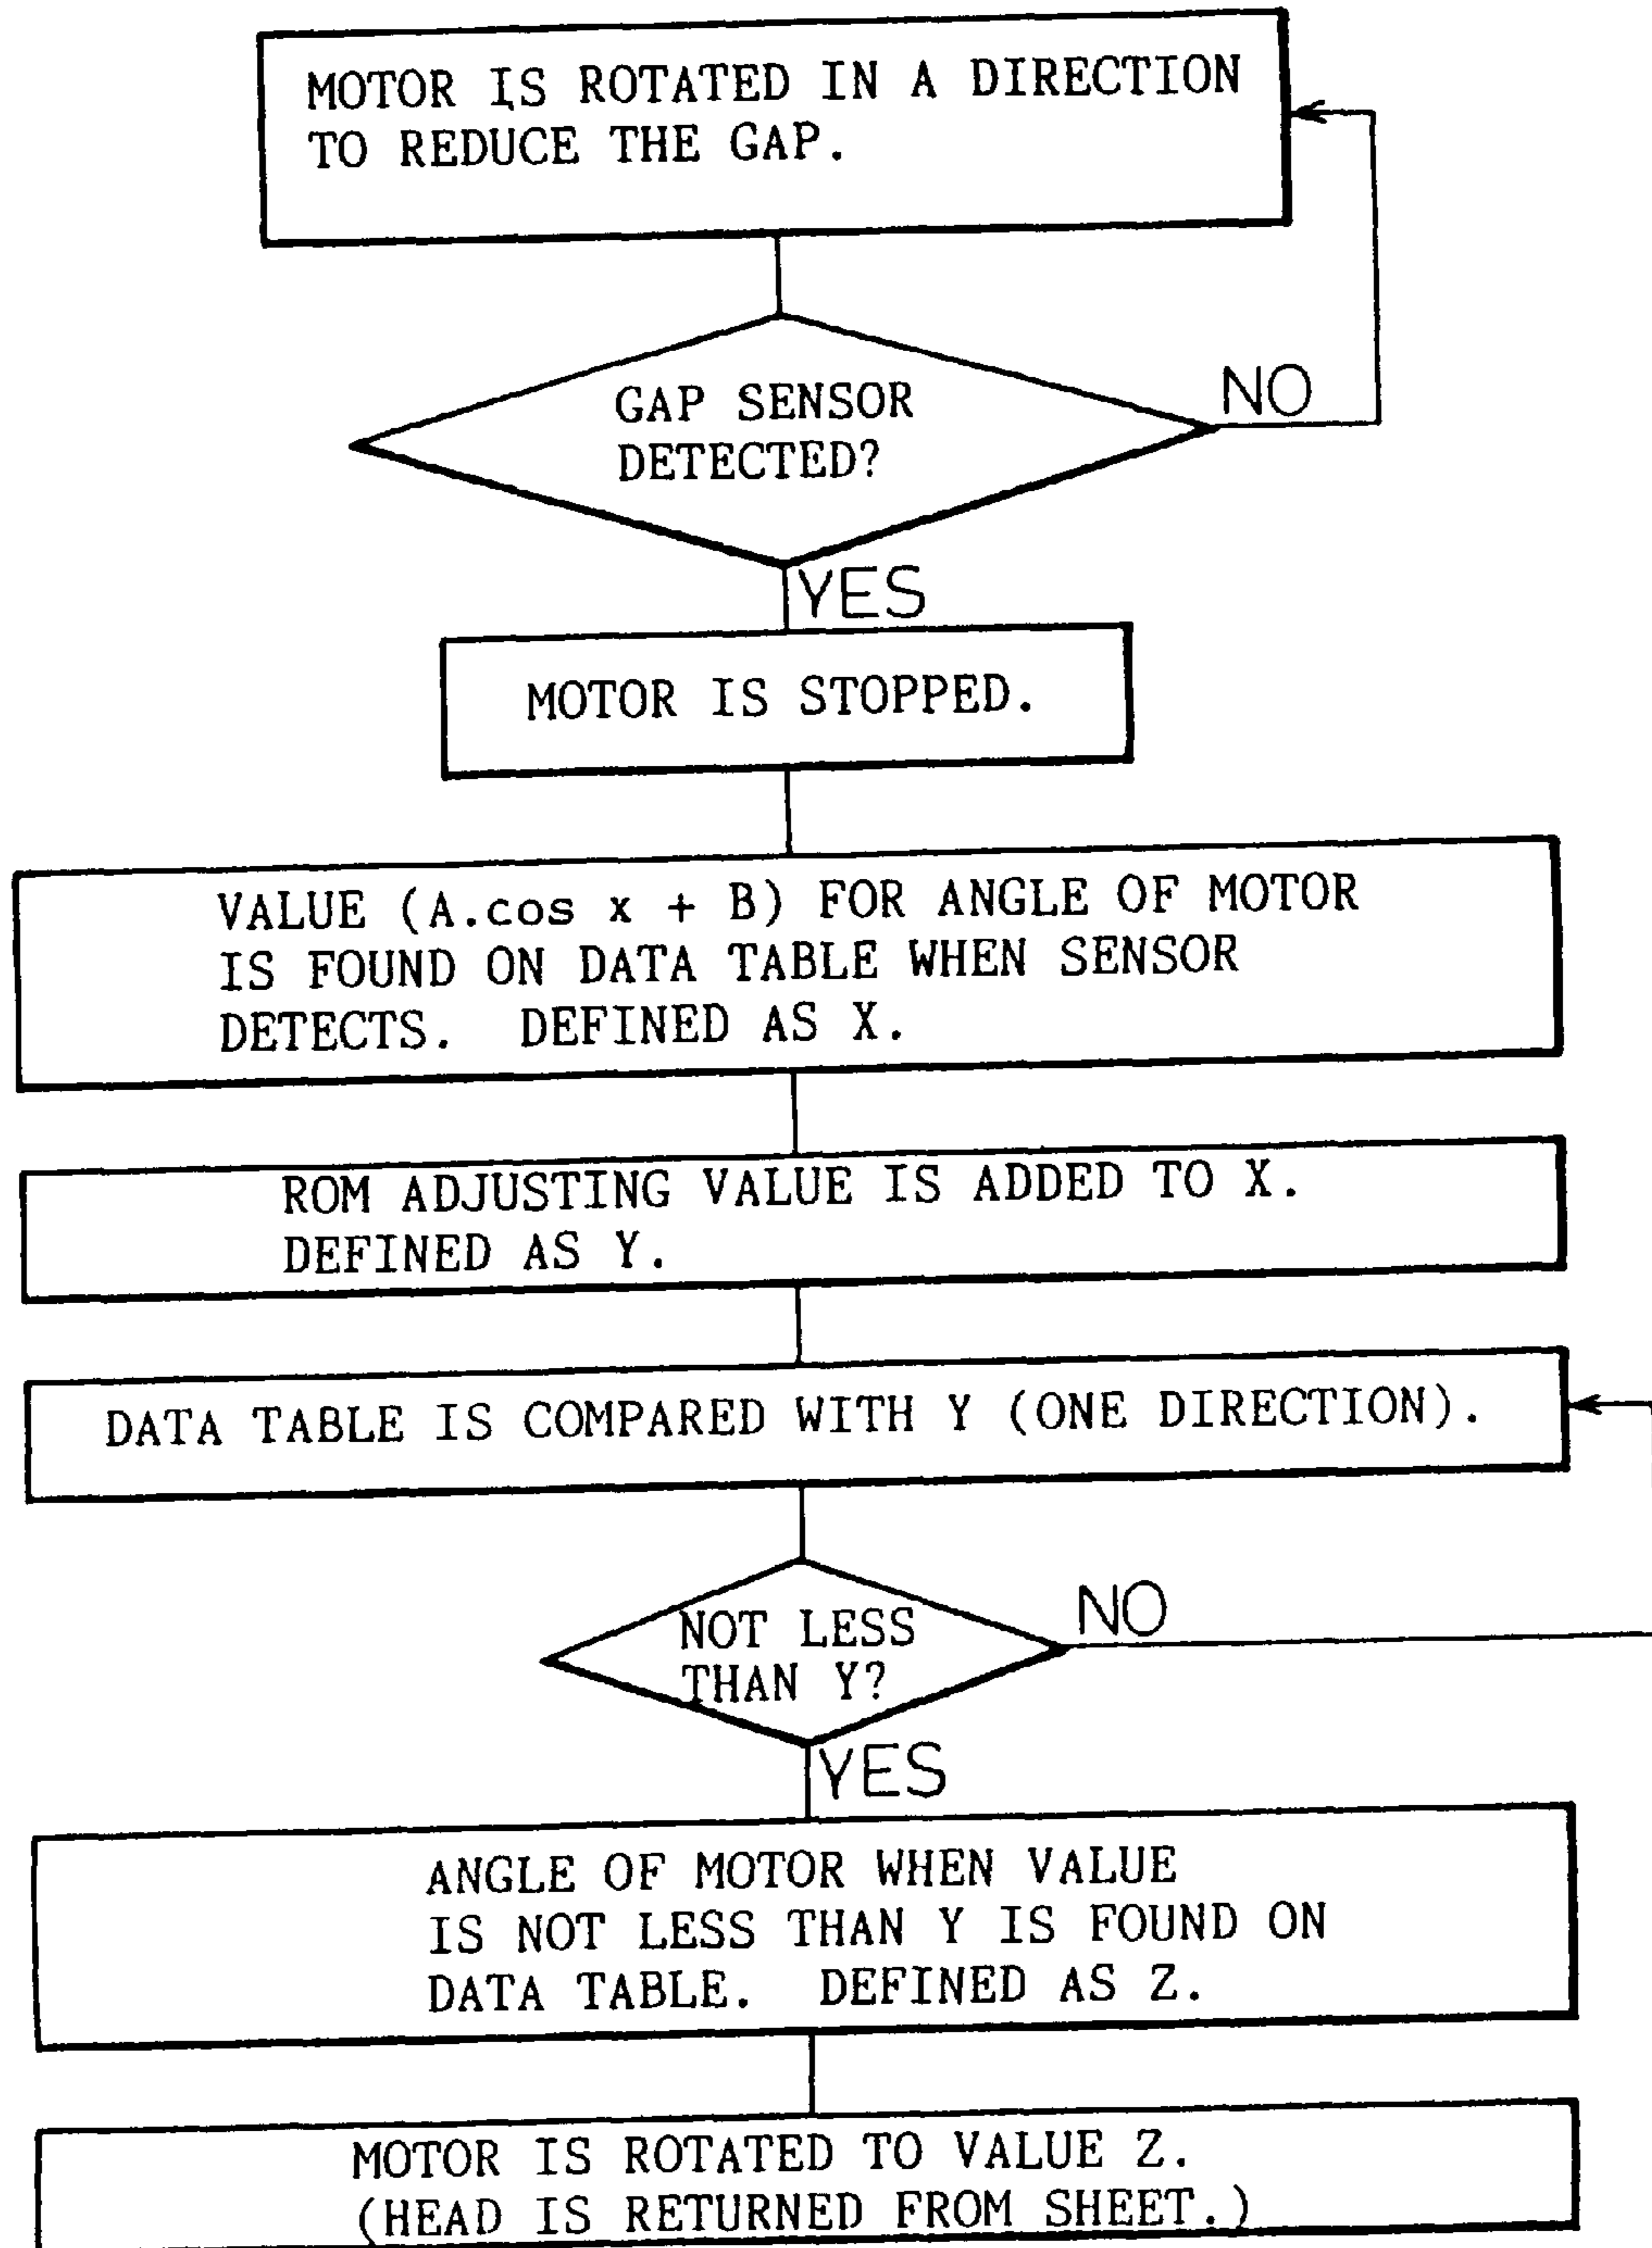 MOTOR IS ROTATED IN A DIRECTION
TO REDUCE THE GAP.
GAP SENSOR
DETECTED?
NO
YES
MOTOR IS STOPPED.
VALUE (A.cos x + B) FOR ANGLE OF MOTOR
IS FOUND ON DATA TABLE WHEN SENSOR
DETECTS. DEFINED AS X.
ROM ADJUSTING VALUE IS ADDED TO X.
DEFINED AS Y.
DATA TABLE IS COMPARED WITH Y (ONE DIRECTION).
NOT LESS
THAN Y?
NO
YES
ANGLE OF MOTOR WHEN VALUE
IS NOT LESS THAN Y IS FOUND ON
DATA TABLE. DEFINED AS Z.
MOTOR IS ROTATED TO VALUE Z.
(HEAD IS RETURNED FROM SHEET.)